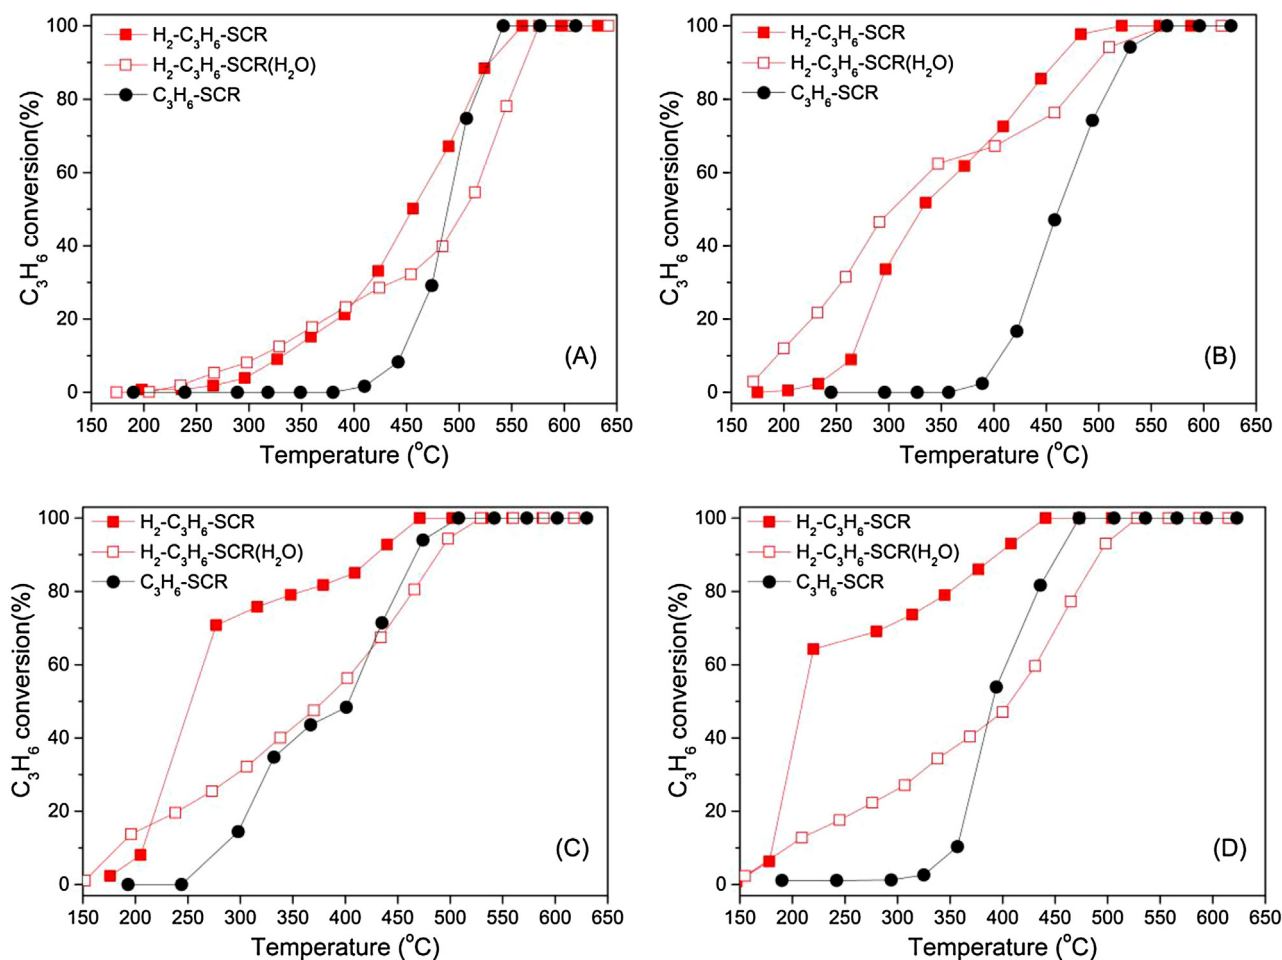 C3H6 conversion(%)
100
80
60
40
20
0
H2-C3H6-SCR
H2-C3H6-SCR(H2O)
C3H6-SCR
(A)
150 200 250 300 350 400 450 500 550 600 650
Temperature (oC)
C3H6 conversion(%)
100
80
60
40
20
0
H2-C3H6-SCR
H2-C3H6-SCR(H2O)
C3H6-SCR
(B)
150 200 250 300 350 400 450 500 550 600 650
Temperature (oC)
C3H6 conversion(%)
100
80
60
40
20
0
H2-C3H6-SCR
H2-C3H6-SCR(H2O)
C3H6-SCR
(C)
150 200 250 300 350 400 450 500 550 600 650
Temperature (oC)
C3H6 conversion(%)
100
80
60
40
20
0
H2-C3H6-SCR
H2-C3H6-SCR(H2O)
C3H6-SCR
(D)
150 200 250 300 350 400 450 500 550 600 650
Temperature (oC)